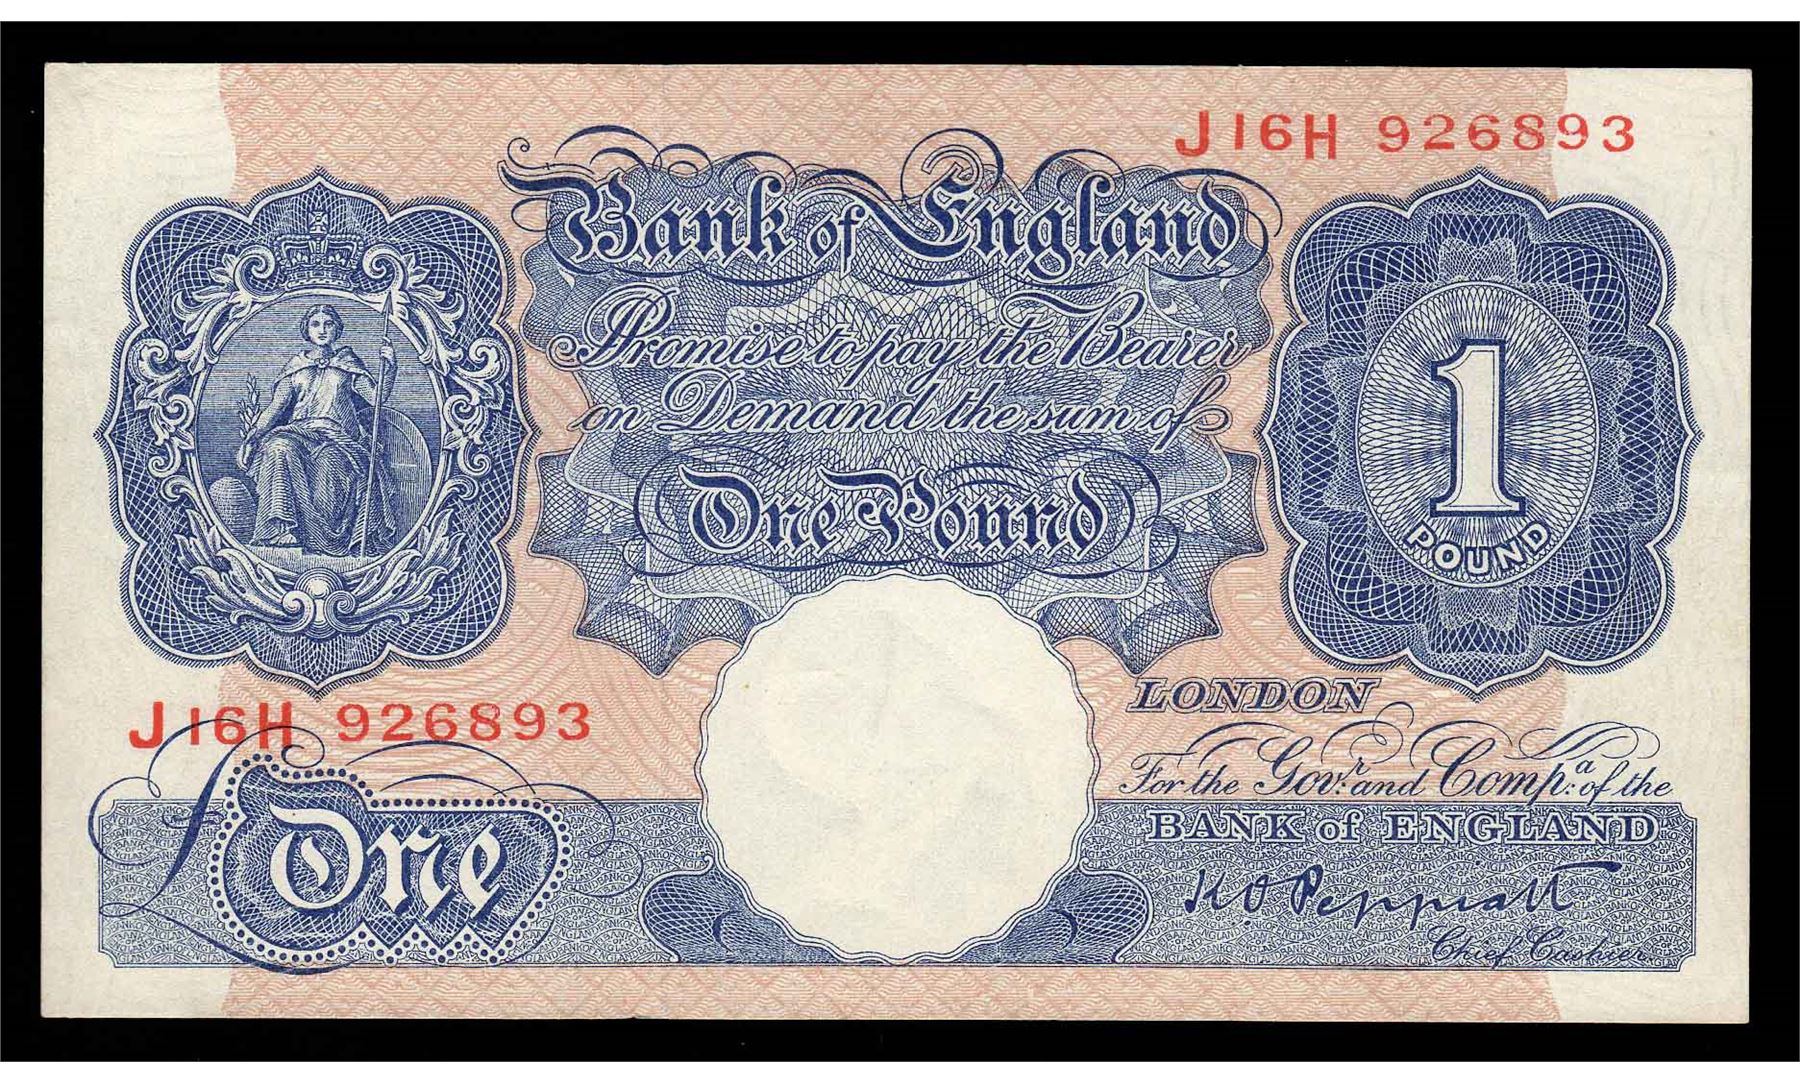 J16H 926893
Bank of England
Promise to pay the Bearer
on Demand the sum of
One Pound
1
POUND
J16H 926893
LONDON
For the Govr. and Compa. of the
BANK of ENGLAND
£One
K O Peppiatt
Chief Cashier.